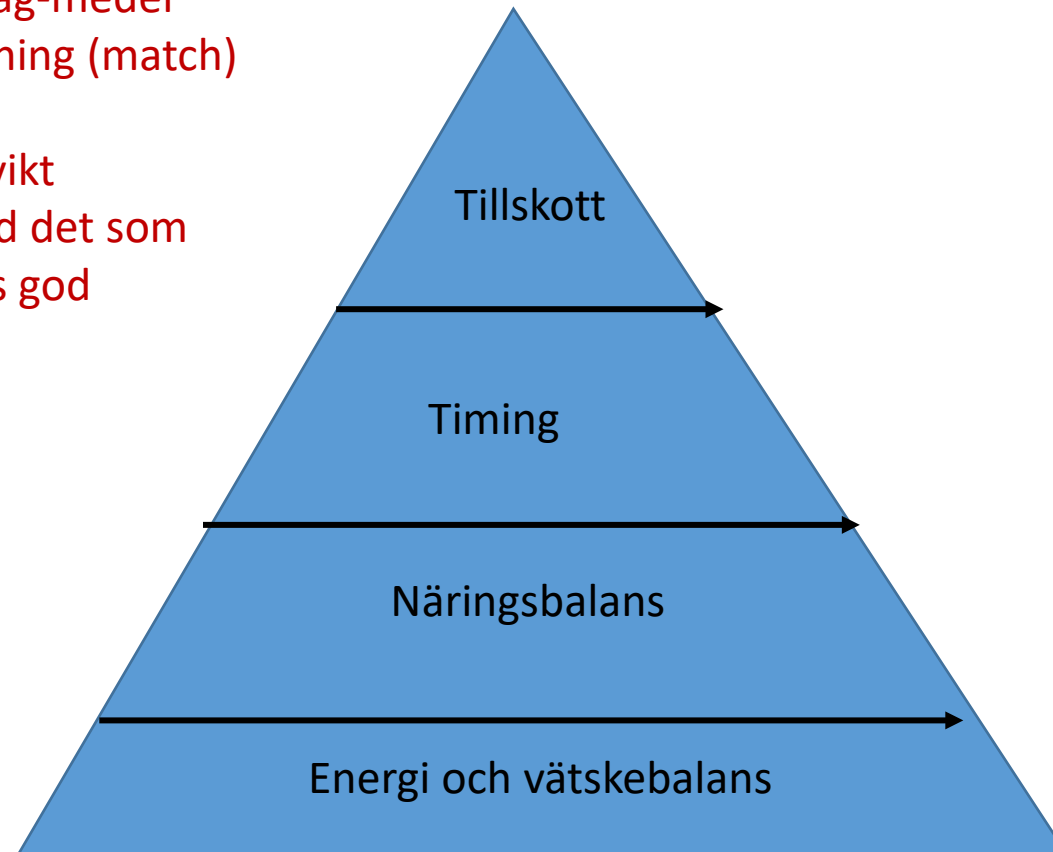 (match)
det som
god
Tillskott
Timing
Näringsbalans
Energi och vätskebalans